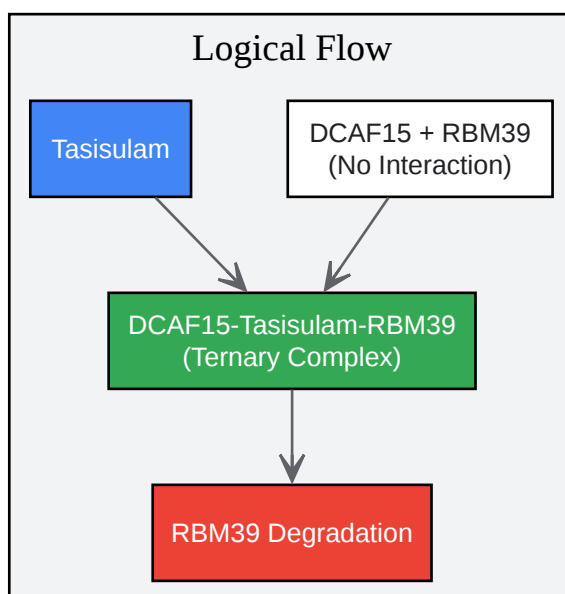 Logical Flow
Tasisulam
DCAF15 + RBM39
(No Interaction)
DCAF15-Tasisulam-RBM39
(Ternary Complex)
RBM39 Degradation